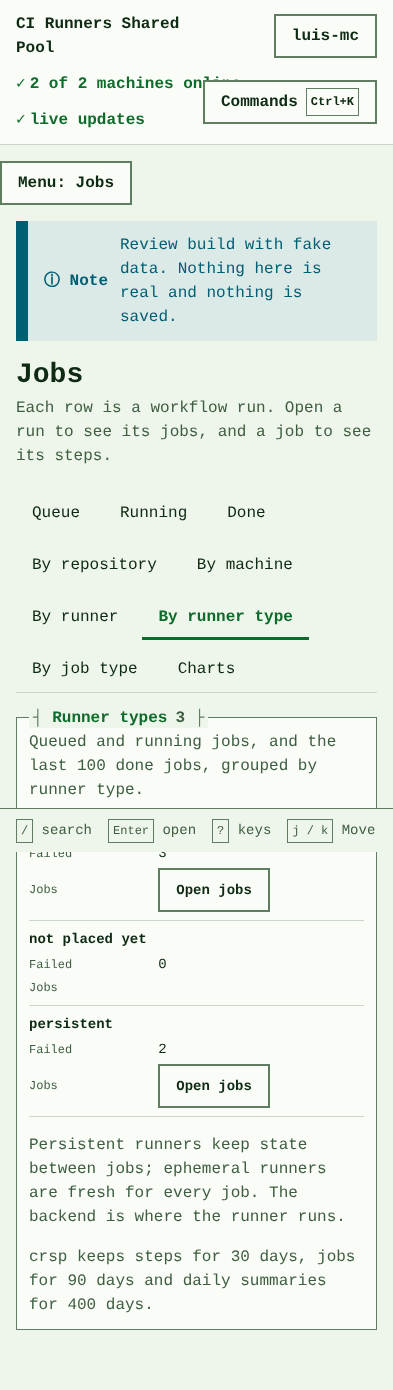 CI Runners Shared
Pool
luis-mc
✓ 2 of 2 machines
Commands Ctrl+K
✓ live updates
Menu: Jobs
ⓘ Note
Review build with fake
data. Nothing here is
real and nothing is
saved.
Jobs
Each row is a workflow run. Open a
run to see its jobs, and a job to see
its steps.
Queue Running Done
By repository By machine
By runner By runner type
By job type Charts
Runner types 3
Queued and running jobs, and the
last 100 done jobs, grouped by
runner type.
/ search Enter open ? keys j / k Move
Failed 3
Jobs Open jobs
not placed yet
Failed 0
Jobs
persistent
Failed 2
Jobs Open jobs
Persistent runners keep state
between jobs; ephemeral runners
are fresh for every job. The
backend is where the runner runs.
crsp keeps steps for 30 days, jobs
for 90 days and daily summaries
for 400 days.